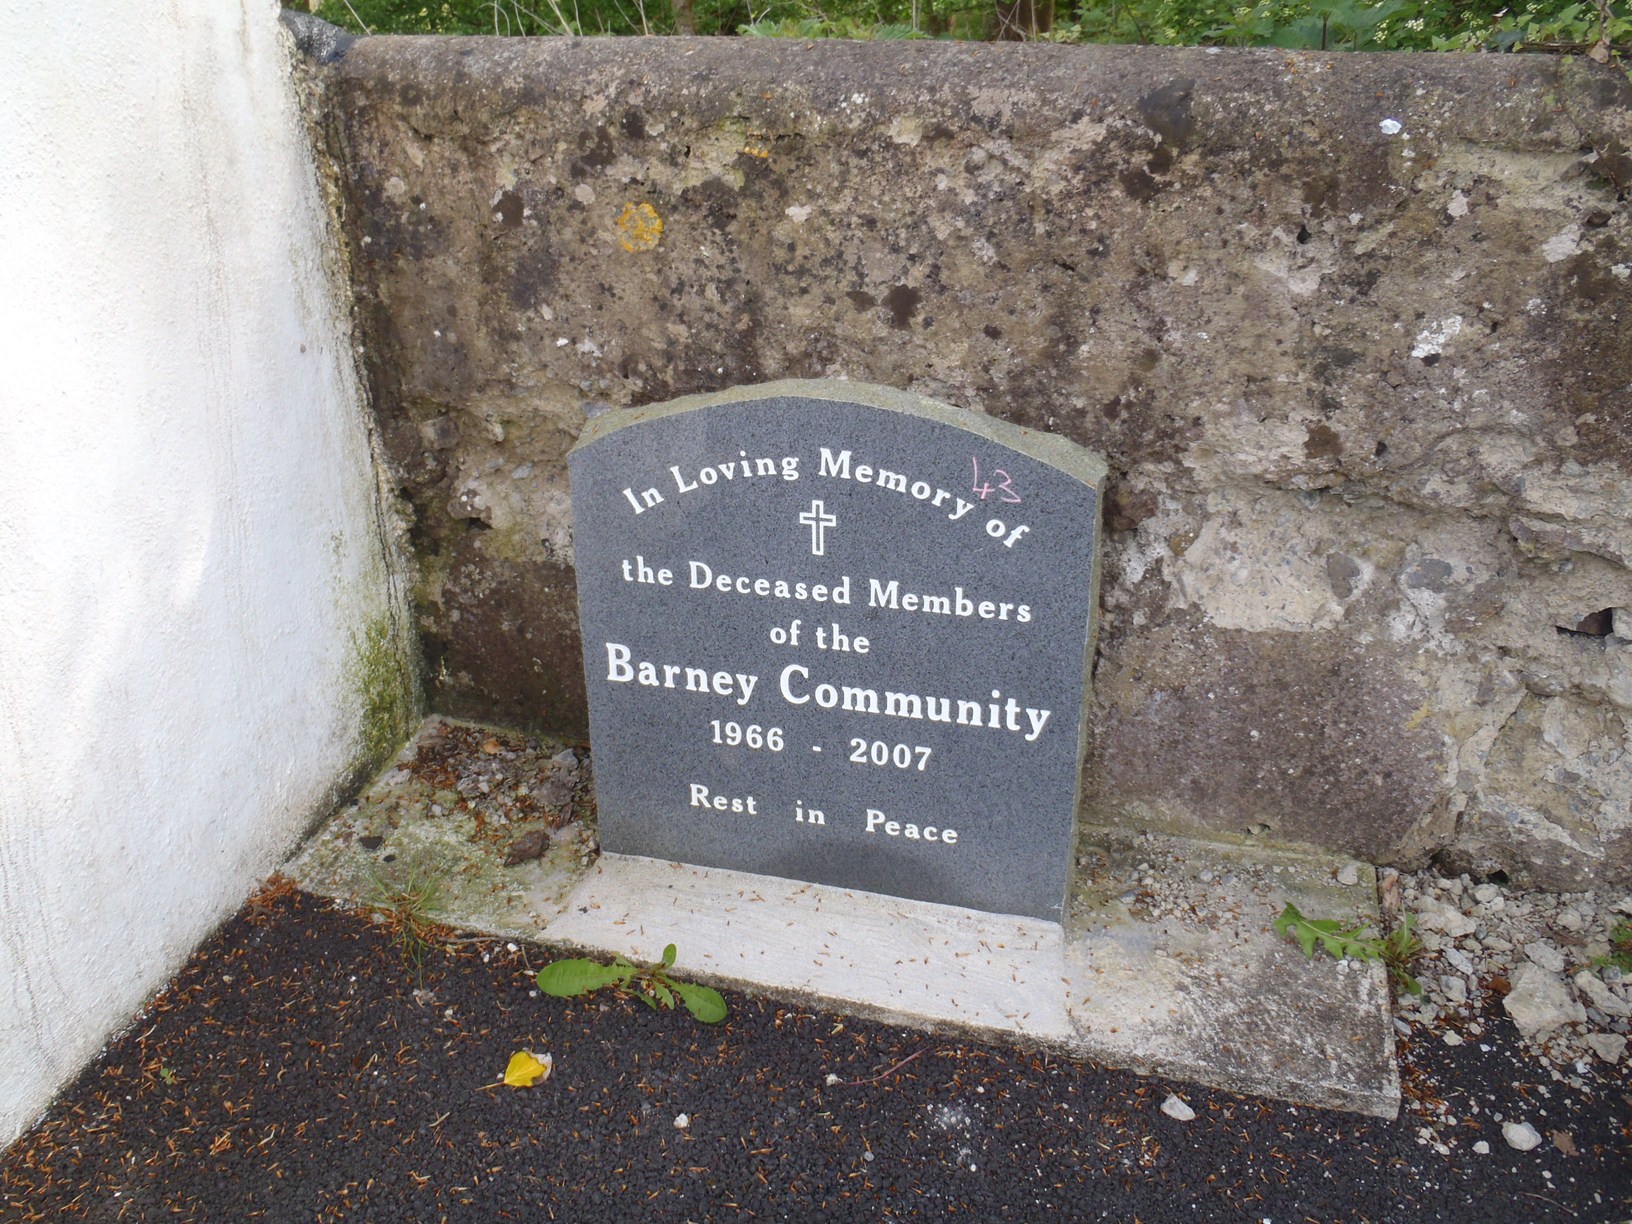 In Loving Memory of
43
the Deceased Members
of the
Barney Community
1966 - 2007
Rest in Peace